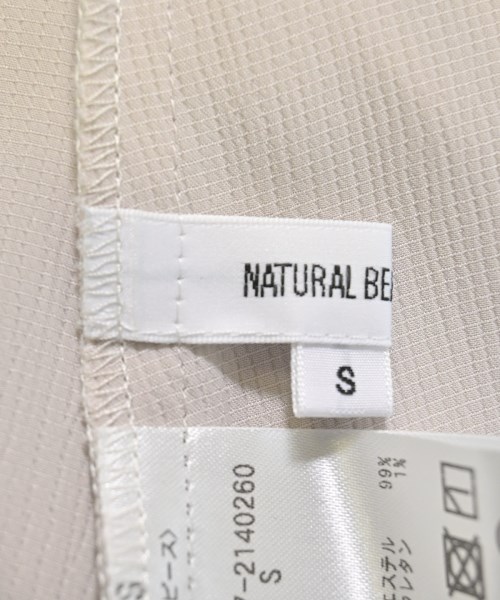 NATURAL BE
S
ピース〉
7-2140260
S
エステル 99%
レタン 1%
S